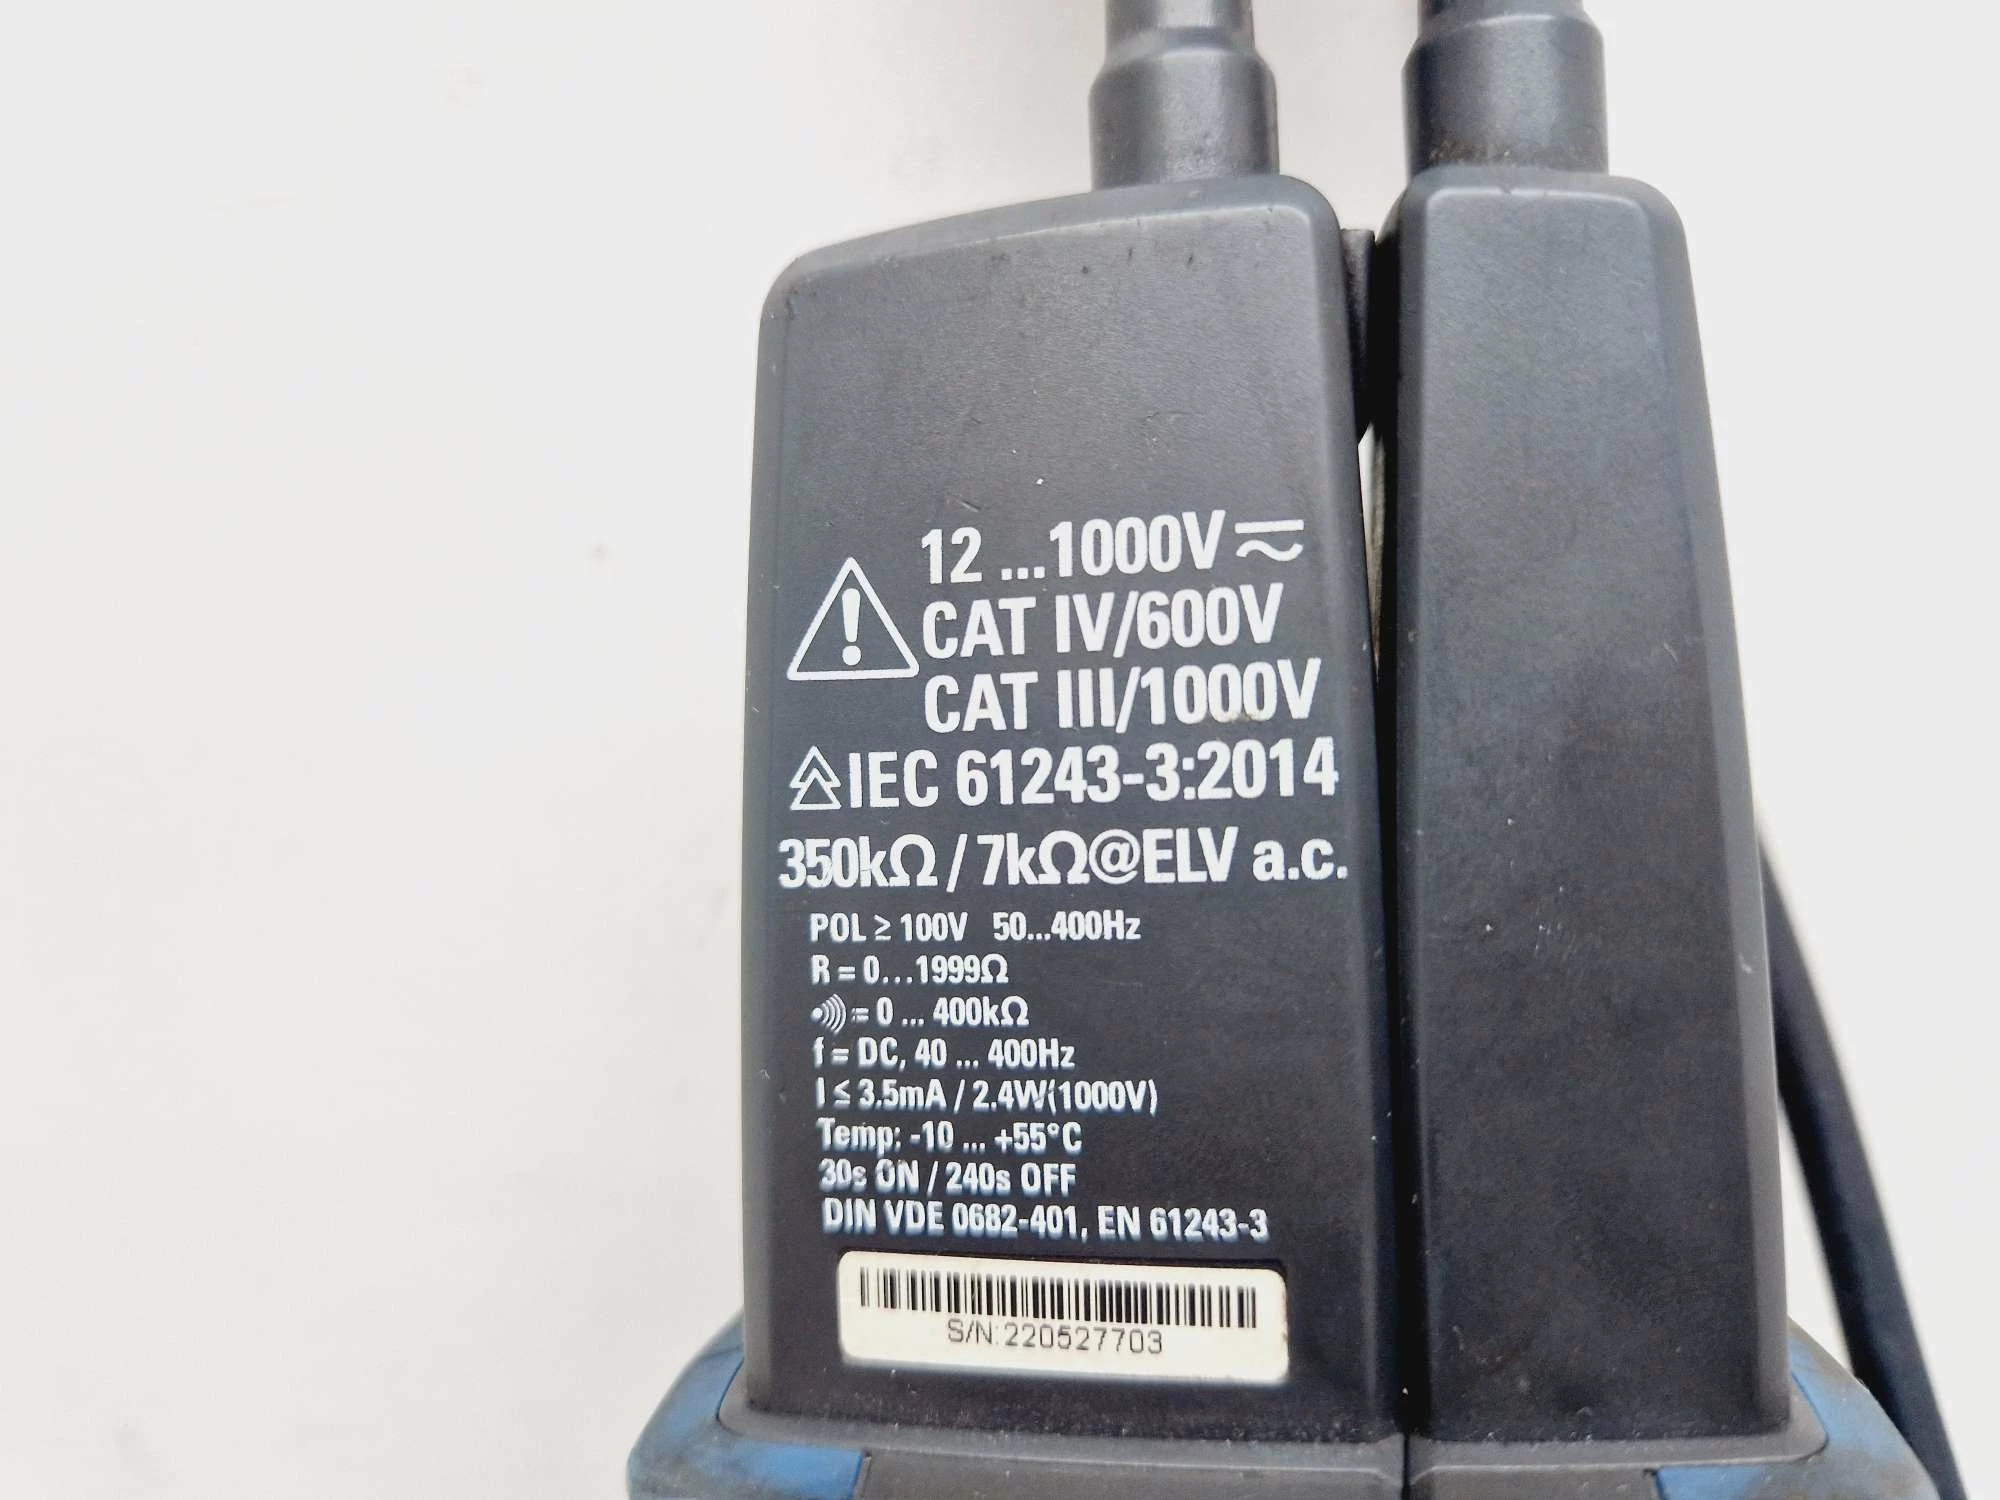 12 ...1000V⎓~
CAT IV/600V
CAT III/1000V
IEC 61243-3:2014
350kΩ / 7kΩ@ELV a.c.
POL ≥ 100V 50...400Hz
R = 0...1999Ω
= 0 ... 400kΩ
f = DC, 40 ... 400Hz
I ≤ 3.5mA / 2.4W(1000V)
Temp: -10 ... +55°C
30s ON / 240s OFF
DIN VDE 0682-401, EN 61243-3
S/N: 220527703